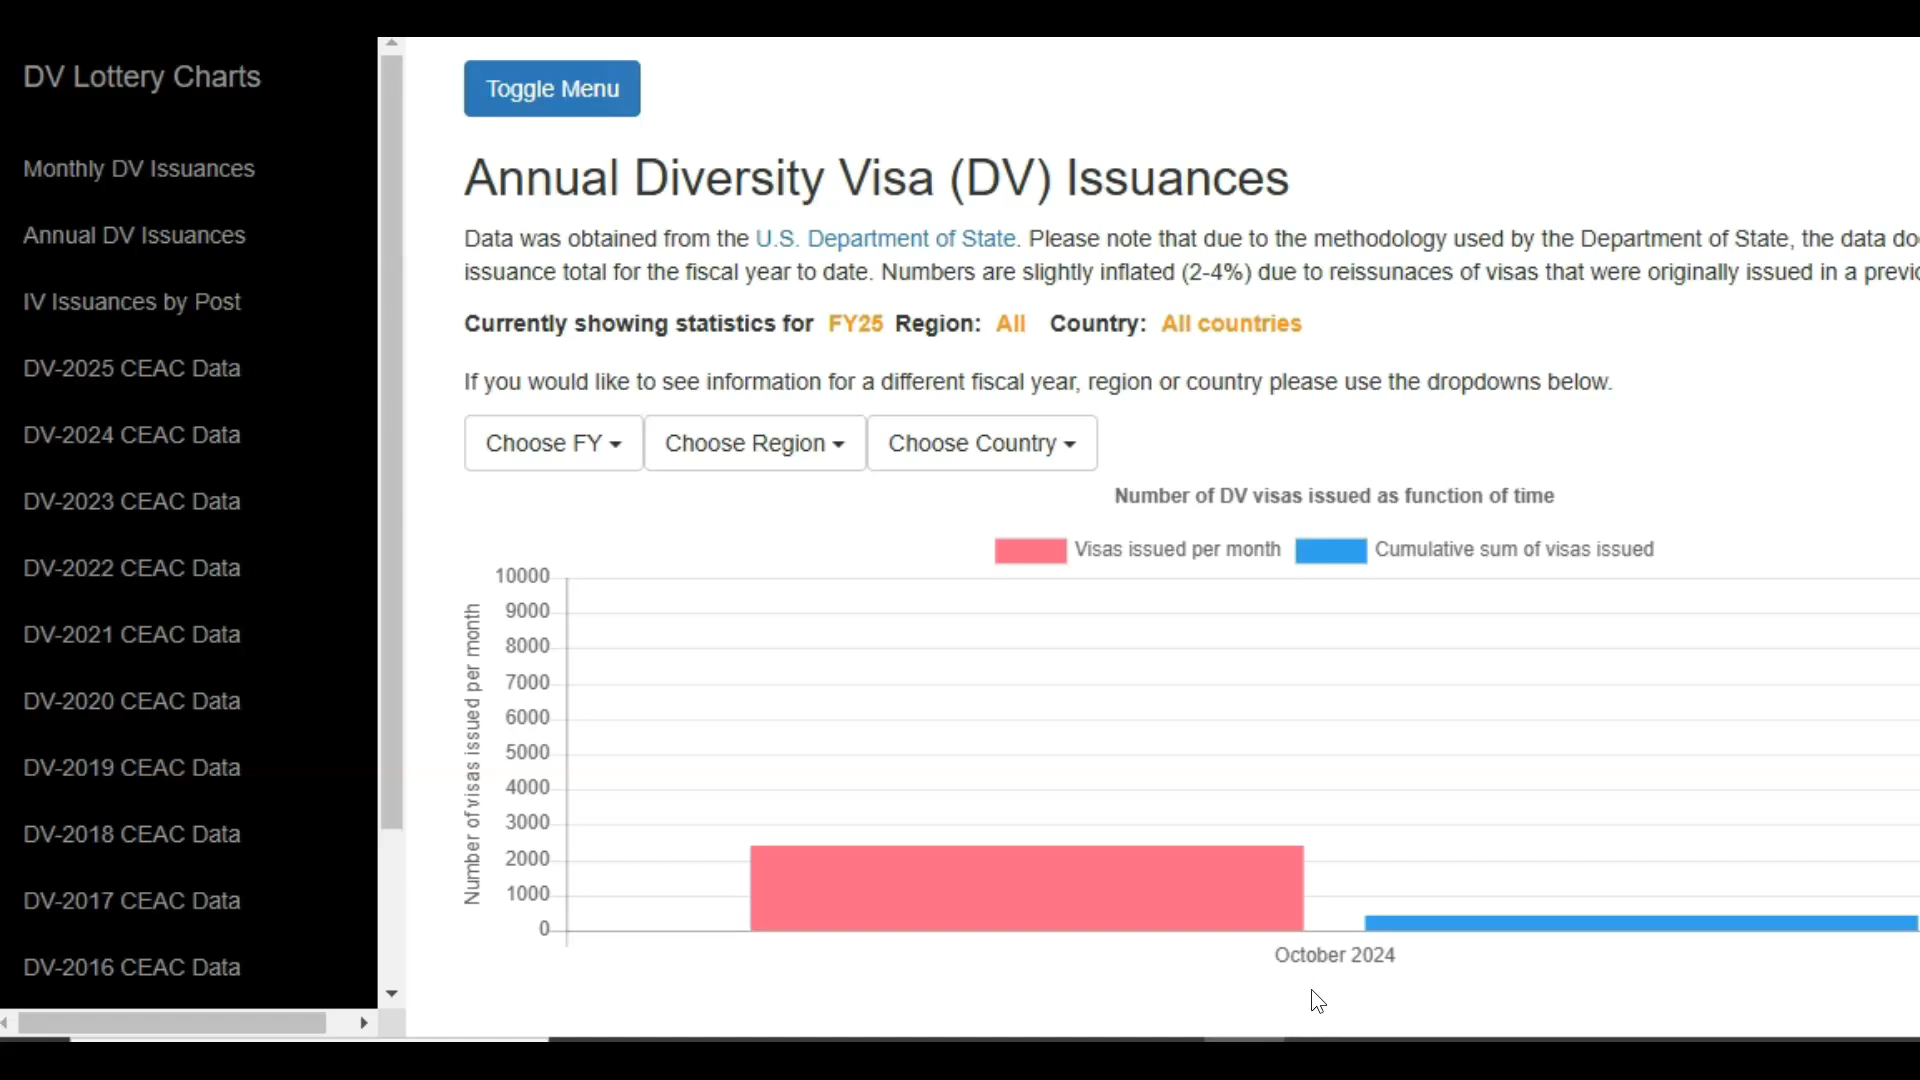 DV Lottery Charts
Monthly DV Issuances
Annual DV Issuances
IV Issuances by Post
DV-2025 CEAC Data
DV-2024 CEAC Data
DV-2023 CEAC Data
DV-2022 CEAC Data
DV-2021 CEAC Data
DV-2020 CEAC Data
DV-2019 CEAC Data
DV-2018 CEAC Data
DV-2017 CEAC Data
DV-2016 CEAC Data
Toggle Menu
Annual Diversity Visa (DV) Issuances
Data was obtained from the U.S. Department of State. Please note that due to the methodology used by the Department of State, the data
issuance total for the fiscal year to date. Numbers are slightly inflated (2-4%) due to reissunaces of visas that were originally issued in a
Currently showing statistics for FY25 Region: All Country: All countries
If you would like to see information for a different fiscal year, region or country please use the dropdowns below.
Choose FY Choose Region Choose Country
Number of DV visas issued as function of time
Visas issued per month Cumulative sum of visas issued
Number of visas issued per month
10000
9000
8000
7000
6000
5000
4000
3000
2000
1000
0
October 2024